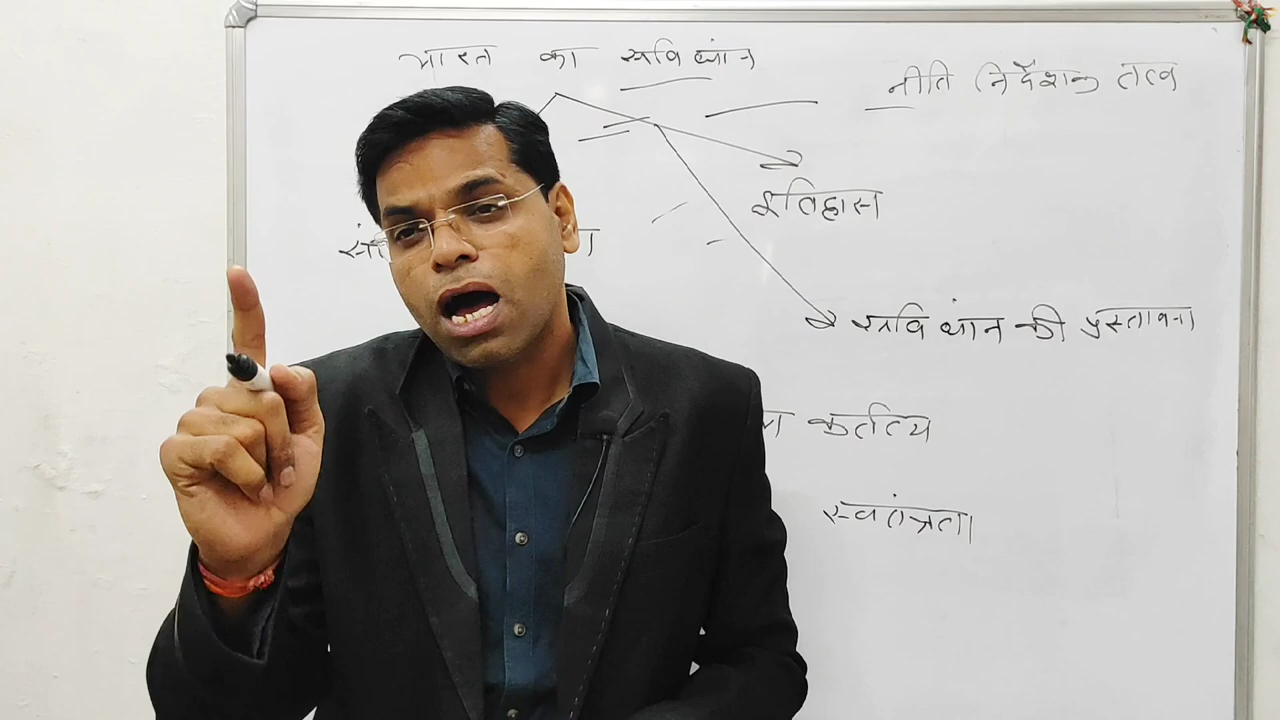 भारत का संविधान
नीति निर्देशक तत्व
इतिहास
संविधान की प्रस्तावना
कर्तव्य
स्वतंत्रता